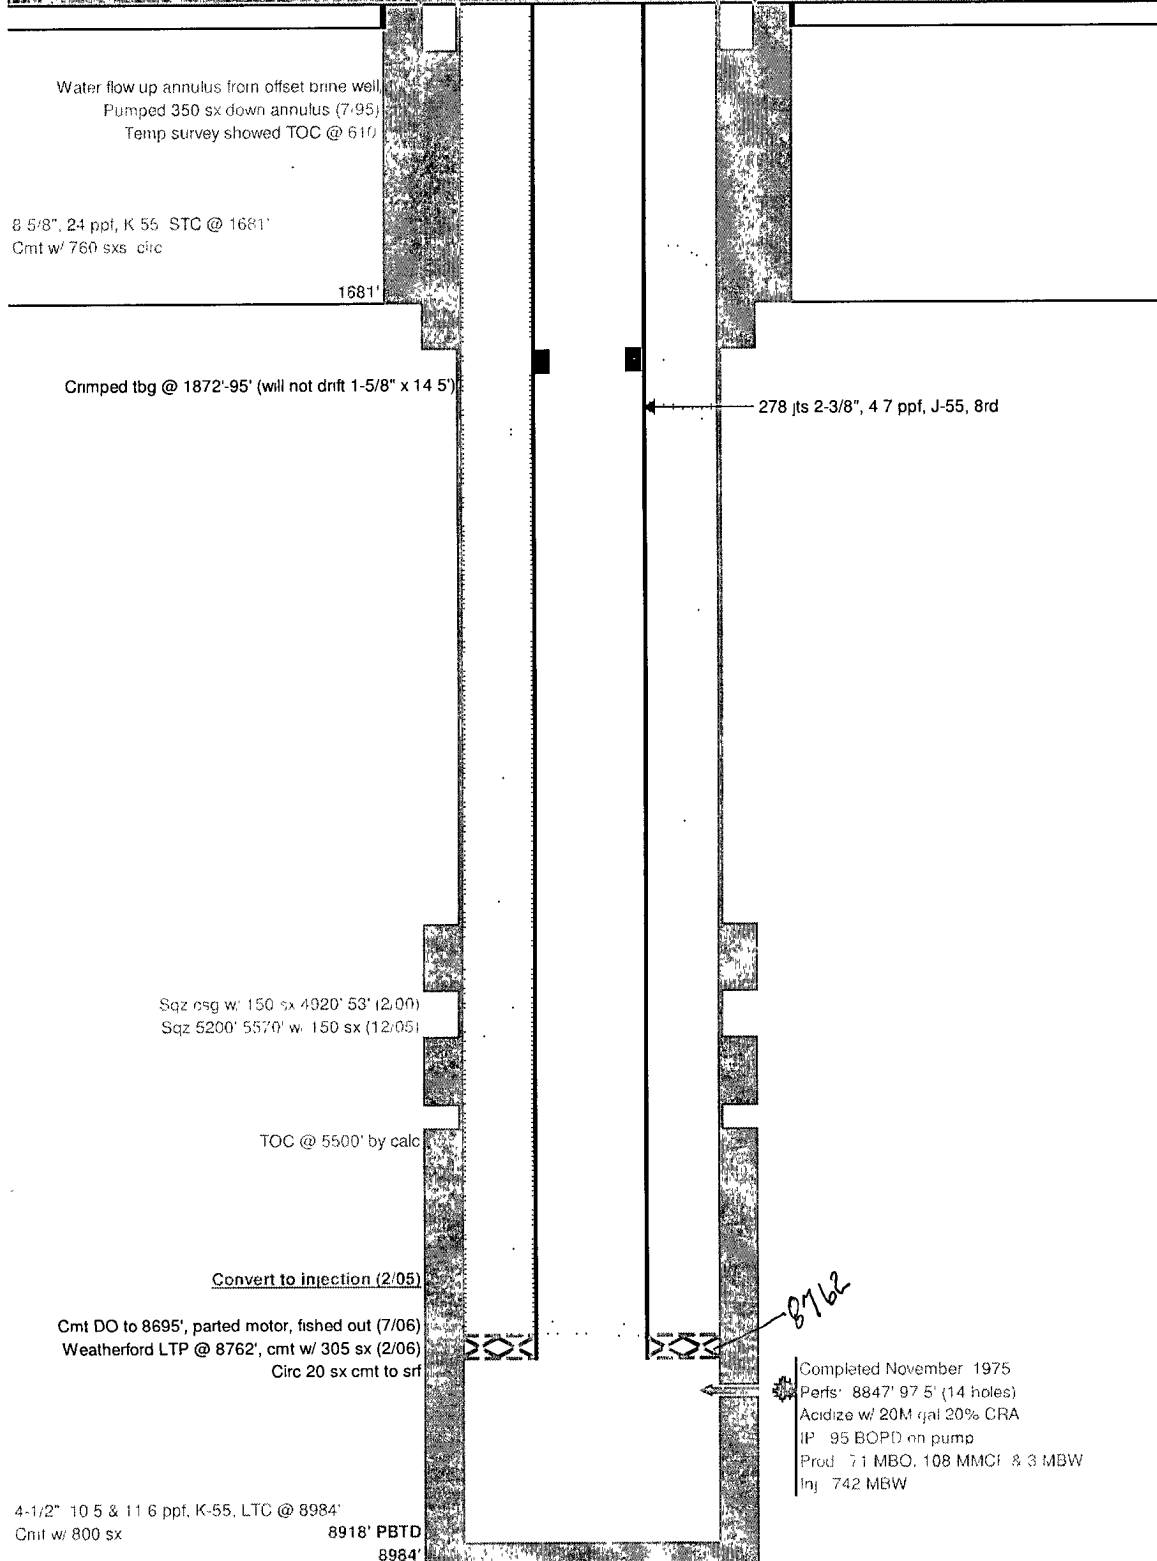 Water flow up annulus from offset brine well,
Pumped 350 sx down annulus (7/95)
Temp survey showed TOC @ 610'
8 5/8", 24 ppf, K 55 STC @ 1681'
Cmt w/ 760 sxs circ
1681'
Crimped tbg @ 1872'-95' (will not drift 1-5/8" x 14 5')
278 jts 2-3/8", 4 7 ppf, J-55, 8rd
Sqz csg w/ 150 sx 4920' 53' (2/00)
Sqz 5200' 5570' w/ 150 sx (12/05)
TOC @ 5500' by calc
Convert to injection (2/05)
8762
Cmt DO to 8695', parted motor, fished out (7/06)
Weatherford LTP @ 8762', cmt w/ 305 sx (2/06)
Circ 20 sx cmt to srf
Completed November 1975
Perfs: 8847' 97 5' (14 holes)
Acidize w/ 20M gal 20% CRA
IP 95 BOPD on pump
Prod 71 MBO, 108 MMCF & 3 MBW
Inj 742 MBW
4-1/2" 10 5 & 11 6 ppf, K-55, LTC @ 8984'
Cmt w/ 800 sx
8918' PBTD
8984'